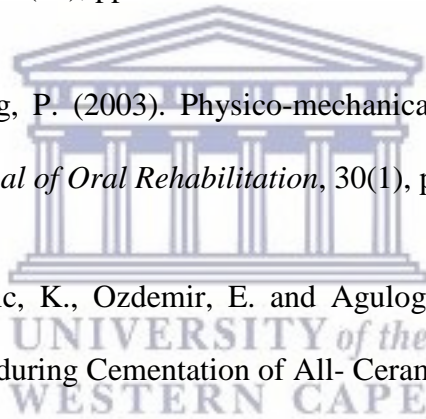 g, P. (2003). Physico-mechanica
al of Oral Rehabilitation, 30(1), p
ic, K., Ozdemir, E. and Agulog
UNIVERSITY of the
during Cementation of All- Ceram
WESTERN CAPE